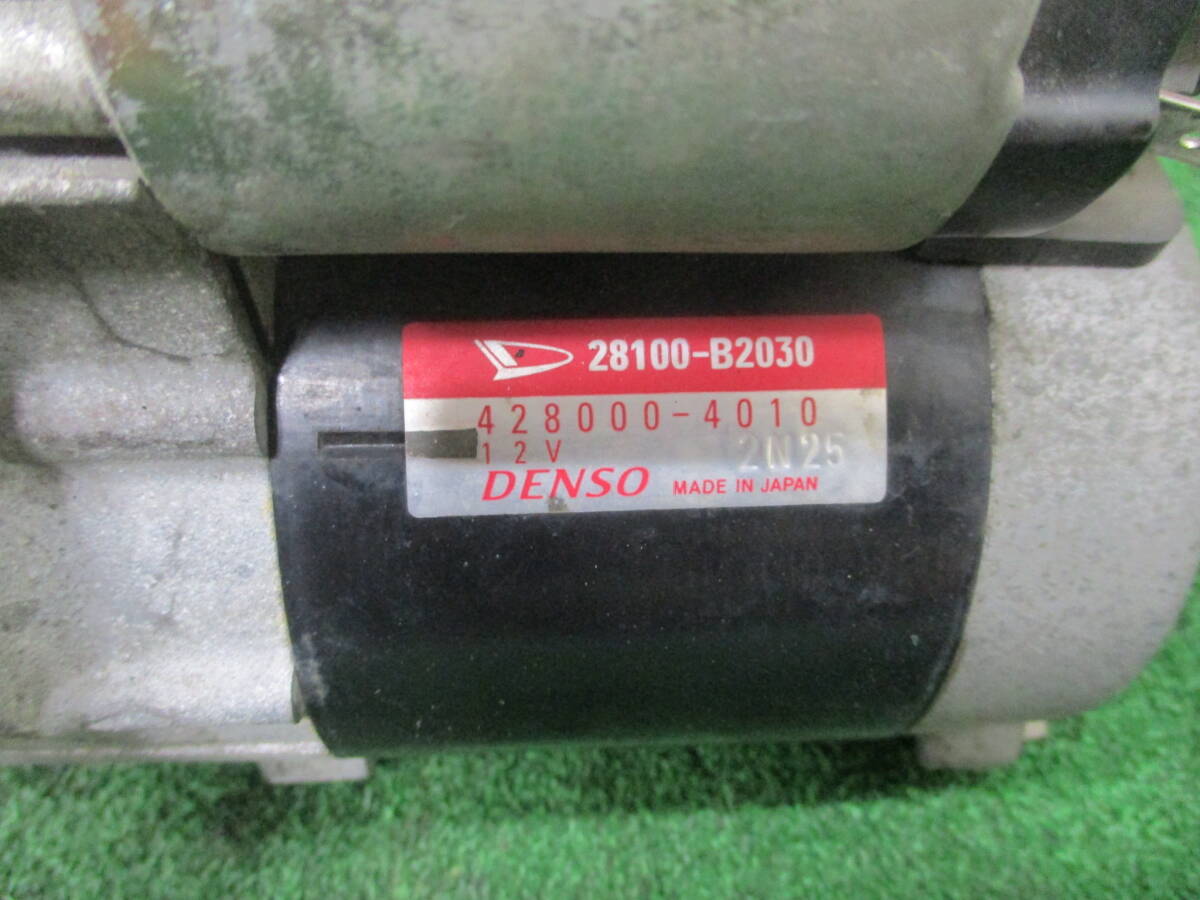 28100-B2030
428000-4010
12V 2N25
DENSO MADE IN JAPAN